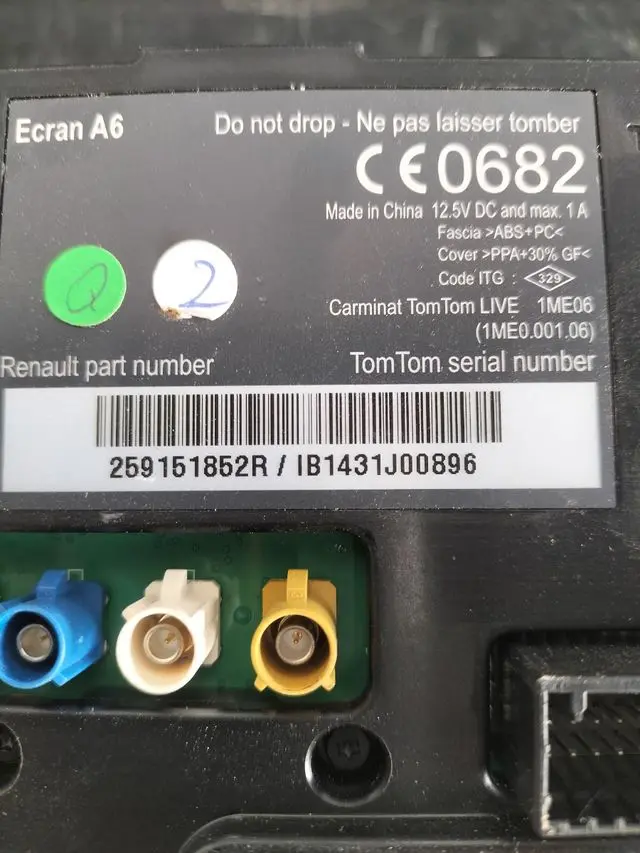 Ecran A6
Do not drop - Ne pas laisser tomber
CE0682
Made in China 12.5V DC and max. 1 A
Fascia >ABS+PC<
Cover >PPA+30% GF<
Code ITG : 329
Q
2
Carminat TomTom LIVE 1ME06
(1ME0.001.06)
Renault part number
TomTom serial number
259151852R / IB1431J00896